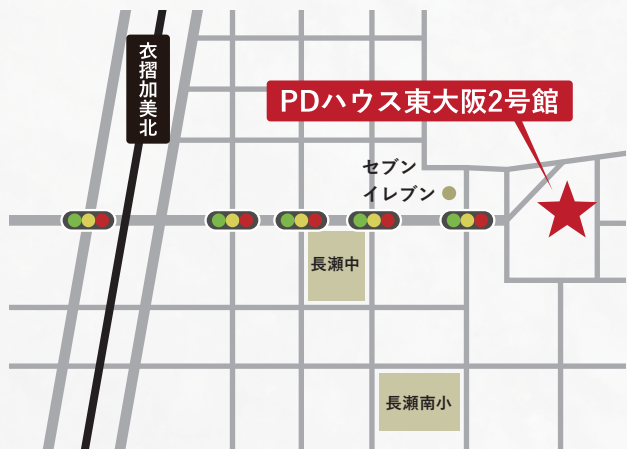 衣摺加美北
PDハウス東大阪2号館
セブン
イレブン
長瀬中
長瀬南小